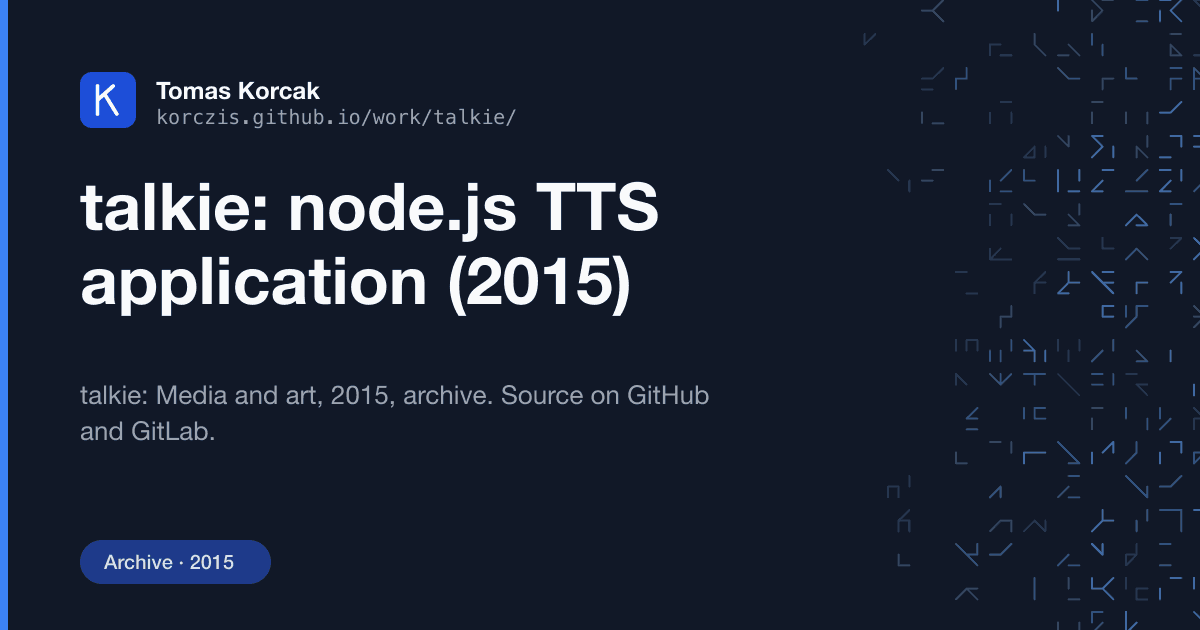 K
Tomas Korcak
korczis.github.io/work/talkie/
talkie: node.js TTS
application (2015)
talkie: Media and art, 2015, archive. Source on GitHub
and GitLab.
Archive · 2015